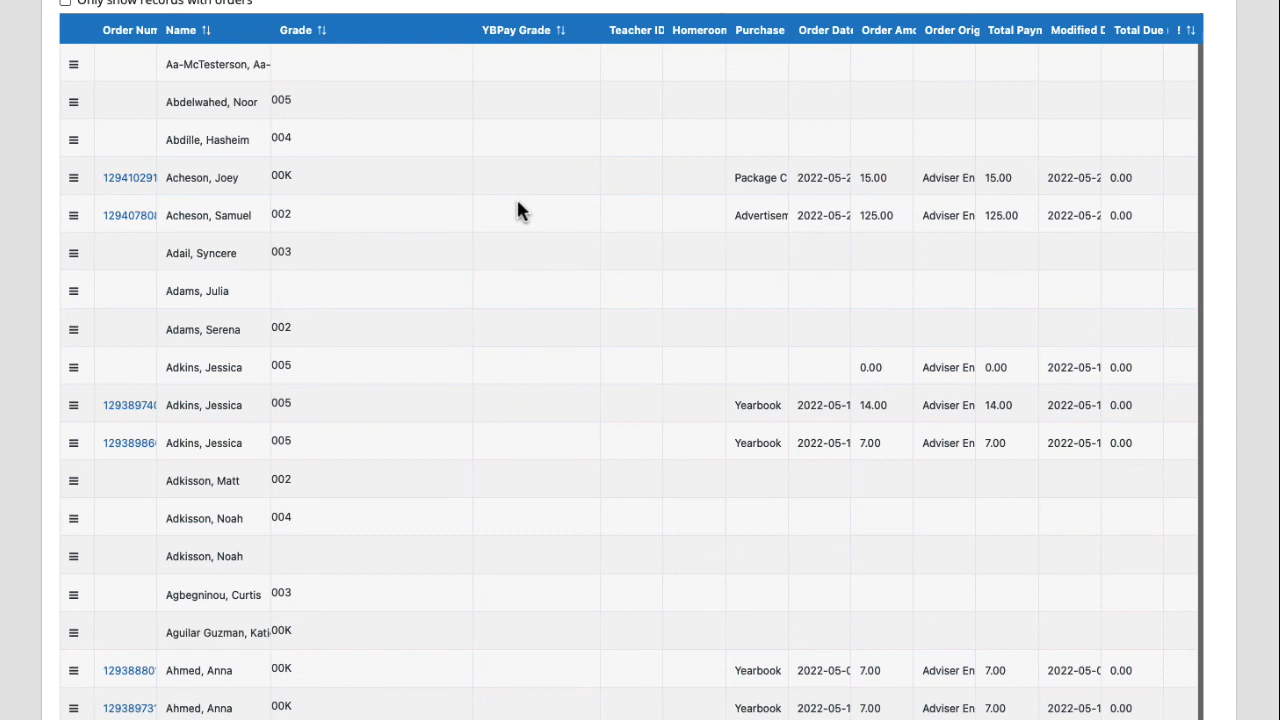 Only show records with orders
Order Num Name Grade YBPay Grade Teacher ID Homeroom Purchase Order Date Order Amo Order Orig Total Paym Modified D Total Due !
Aa-McTesterson, Aa-
Abdelwahed, Noor 005
Abdille, Hasheim 004
129410291 Acheson, Joey 00K Package C 2022-05-2 15.00 Adviser En 15.00 2022-05-2 0.00
12940780 Acheson, Samuel 002 Advertisem 2022-05-2 125.00 Adviser En 125.00 2022-05-2 0.00
Adail, Syncere 003
Adams, Julia
Adams, Serena 002
Adkins, Jessica 005 0.00 Adviser En 0.00 2022-05-1 0.00
12938974 Adkins, Jessica 005 Yearbook 2022-05-1 14.00 Adviser En 14.00 2022-05-1 0.00
12938986 Adkins, Jessica 005 Yearbook 2022-05-1 7.00 Adviser En 7.00 2022-05-1 0.00
Adkisson, Matt 002
Adkisson, Noah 004
Adkisson, Noah
Agbegninou, Curtis 003
Aguilar Guzman, Kati 00K
12938880 Ahmed, Anna 00K Yearbook 2022-05-0 7.00 Adviser En 7.00 2022-05-0 0.00
12938973 Ahmed, Anna 00K Yearbook 2022-05-1 7.00 Adviser En 7.00 2022-05-1 0.00